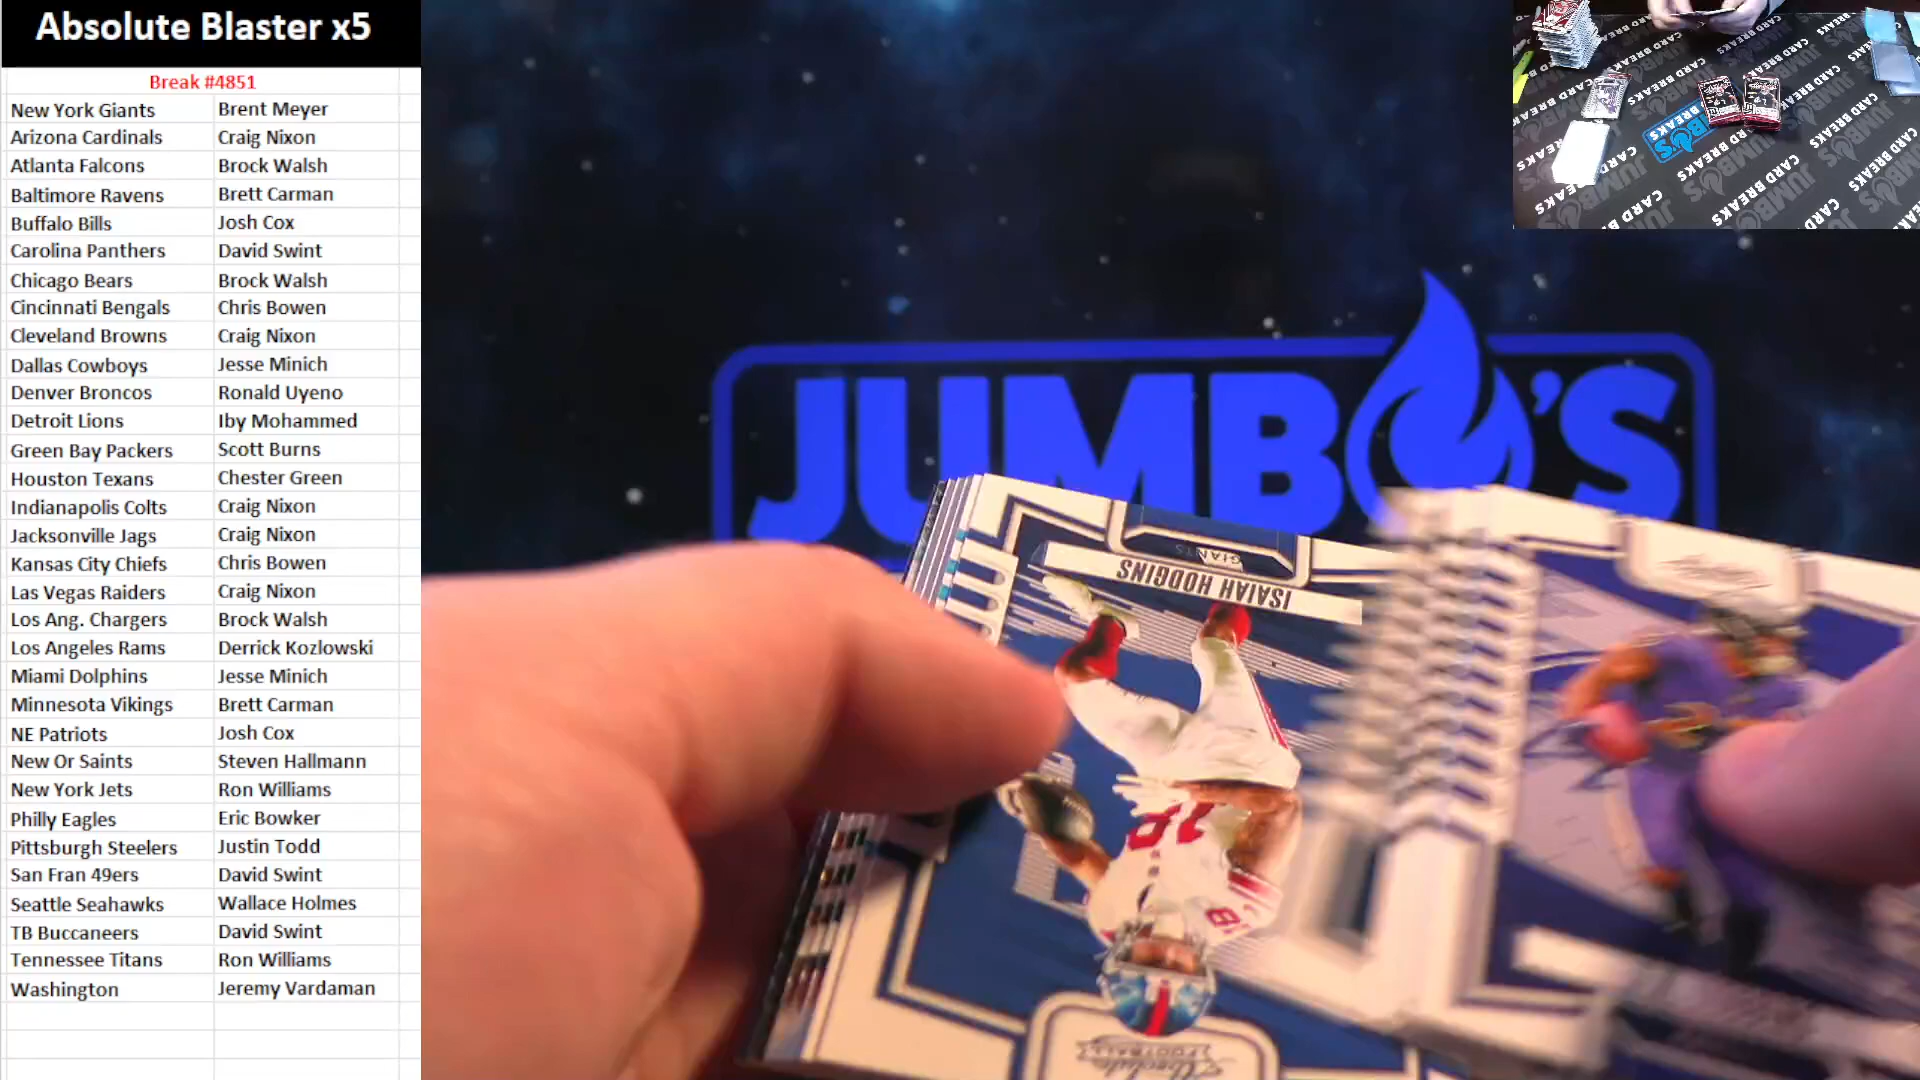 Absolute Blaster x5
Break #4851
New York Giants Brent Meyer
Arizona Cardinals Craig Nixon
Atlanta Falcons Brock Walsh
Baltimore Ravens Brett Carman
Buffalo Bills Josh Cox
Carolina Panthers David Swint
Chicago Bears Brock Walsh
Cincinnati Bengals Chris Bowen
Cleveland Browns Craig Nixon
Dallas Cowboys Jesse Minich
Denver Broncos Ronald Uyeno
Detroit Lions Iby Mohammed
Green Bay Packers Scott Burns
Houston Texans Chester Green
Indianapolis Colts Craig Nixon
Jacksonville Jags Craig Nixon
Kansas City Chiefs Chris Bowen
Las Vegas Raiders Craig Nixon
Los Ang. Chargers Brock Walsh
Los Angeles Rams Derrick Kozlowski
Miami Dolphins Jesse Minich
Minnesota Vikings Brett Carman
NE Patriots Josh Cox
New Or Saints Steven Hallmann
New York Jets Ron Williams
Philly Eagles Eric Bowker
Pittsburgh Steelers Justin Todd
San Fran 49ers David Swint
Seattle Seahawks Wallace Holmes
TB Buccaneers David Swint
Tennessee Titans Ron Williams
Washington Jeremy Vardaman
JUMBO'S
GIANTS
ISAIAH HODGINS
18
Absolute
FOOTBALL
JUMBO'S
CARD BREAKS